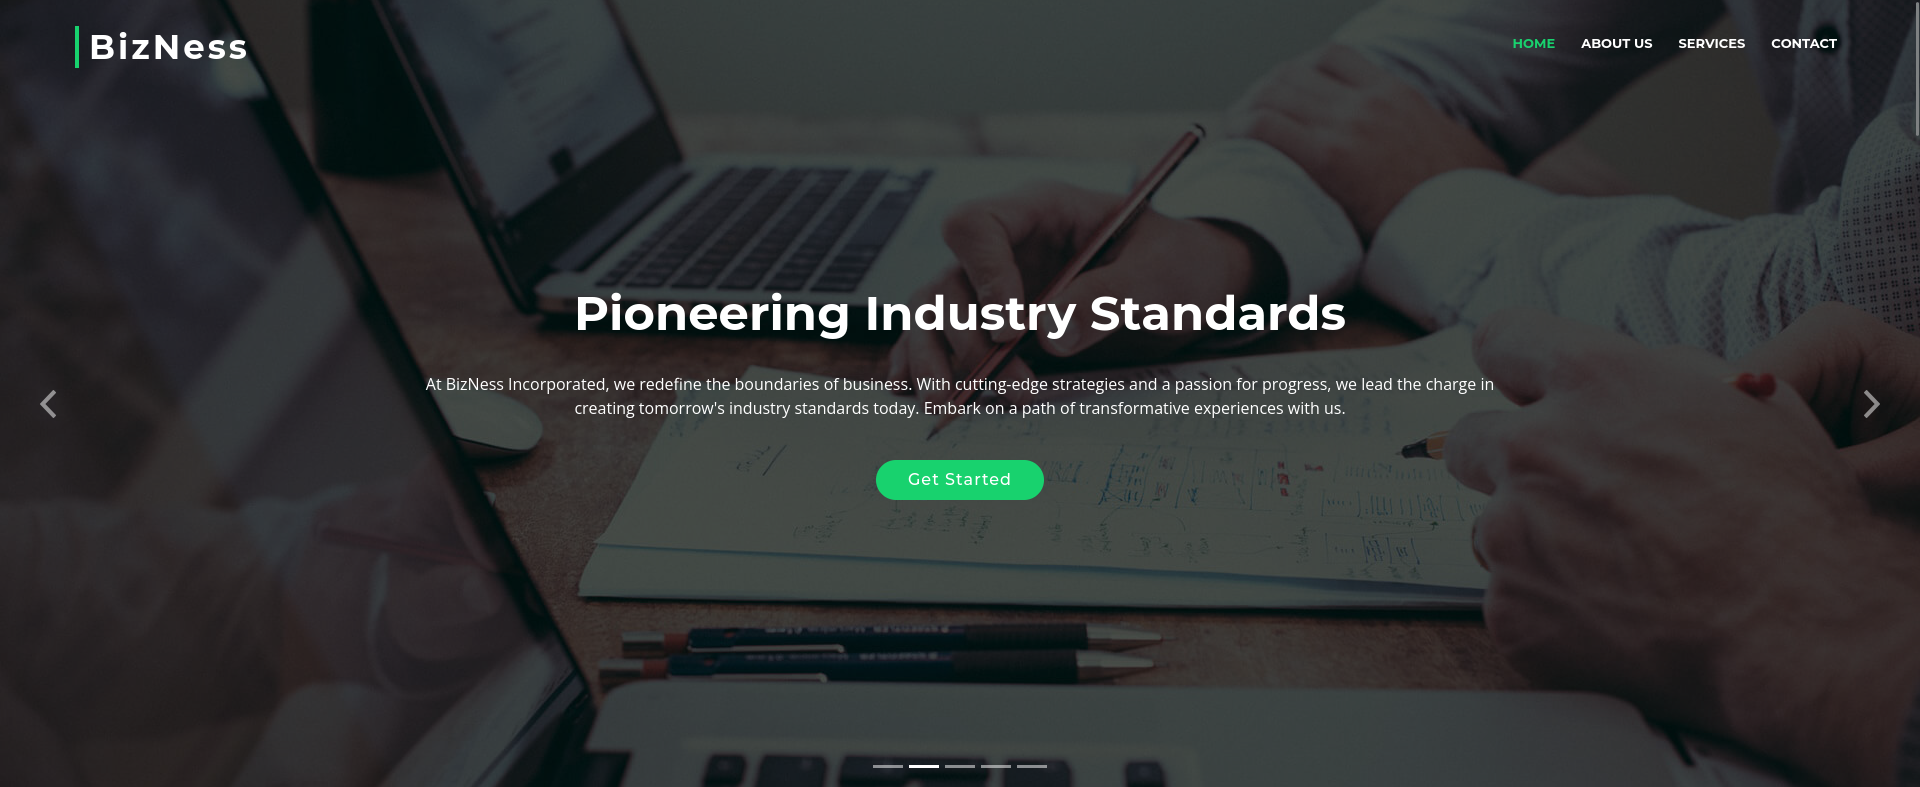 BizNess
HOME ABOUT US SERVICES CONTACT
Pioneering Industry Standards
At BizNess Incorporated, we redefine the boundaries of business. With cutting-edge strategies and a passion for progress, we lead the charge in
creating tomorrow's industry standards today. Embark on a path of transformative experiences with us.
Get Started